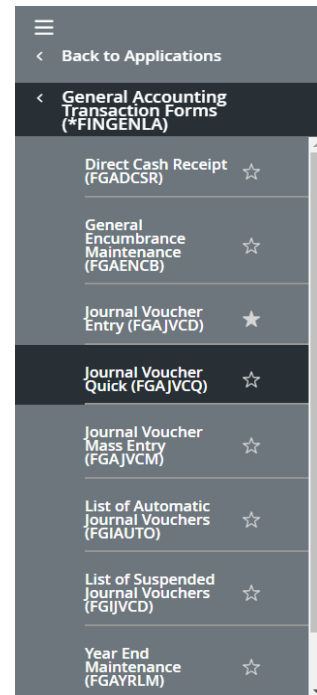 Back to Applications
General Accounting
Transaction Forms
(*FINGENLA)
Direct Cash Receipt
(FGADCSR)
General
Encumbrance
Maintenance
(FGAENCB)
Journal Voucher
Entry (FGAJVCD)
Journal Voucher
Quick (FGAJVCQ)
Journal Voucher
Mass Entry
(FGAJVCM)
List of Automatic
Journal Vouchers
(FGIAUTO)
List of Suspended
Journal Vouchers
(FGIJVCD)
Year End
Maintenance
(FGAYRLM)